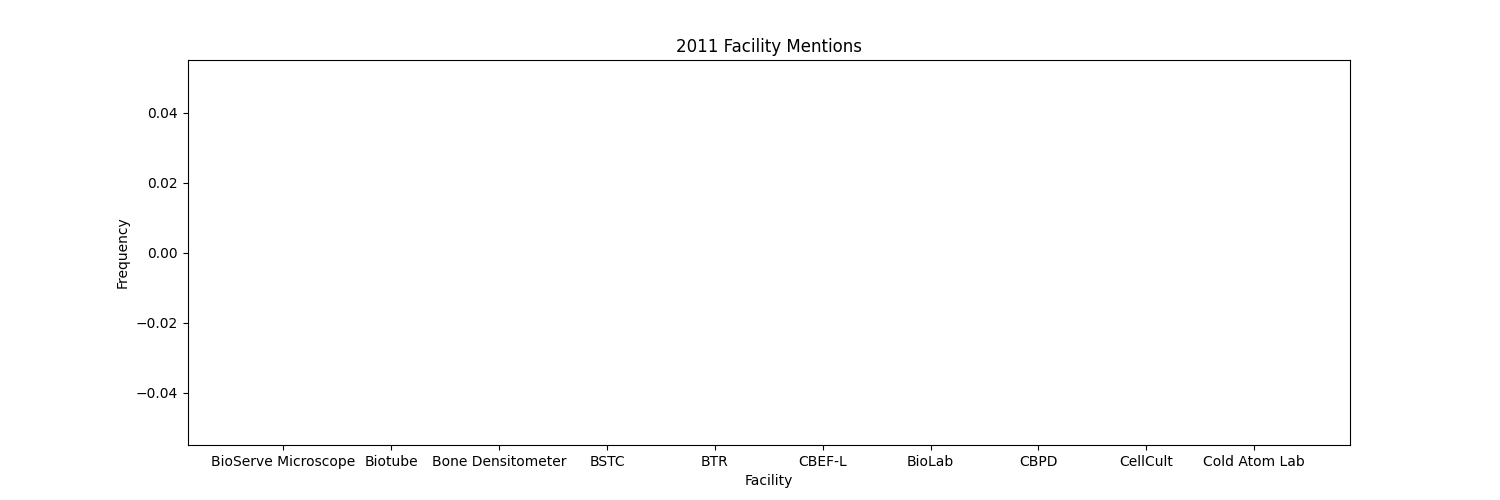 2011 Facility Mentions
0.04
0.02
0.00
−0.02
−0.04
Frequency
BioServe Microscope Biotube Bone Densitometer BSTC BTR CBEF-L BioLab CBPD CellCult Cold Atom Lab
Facility